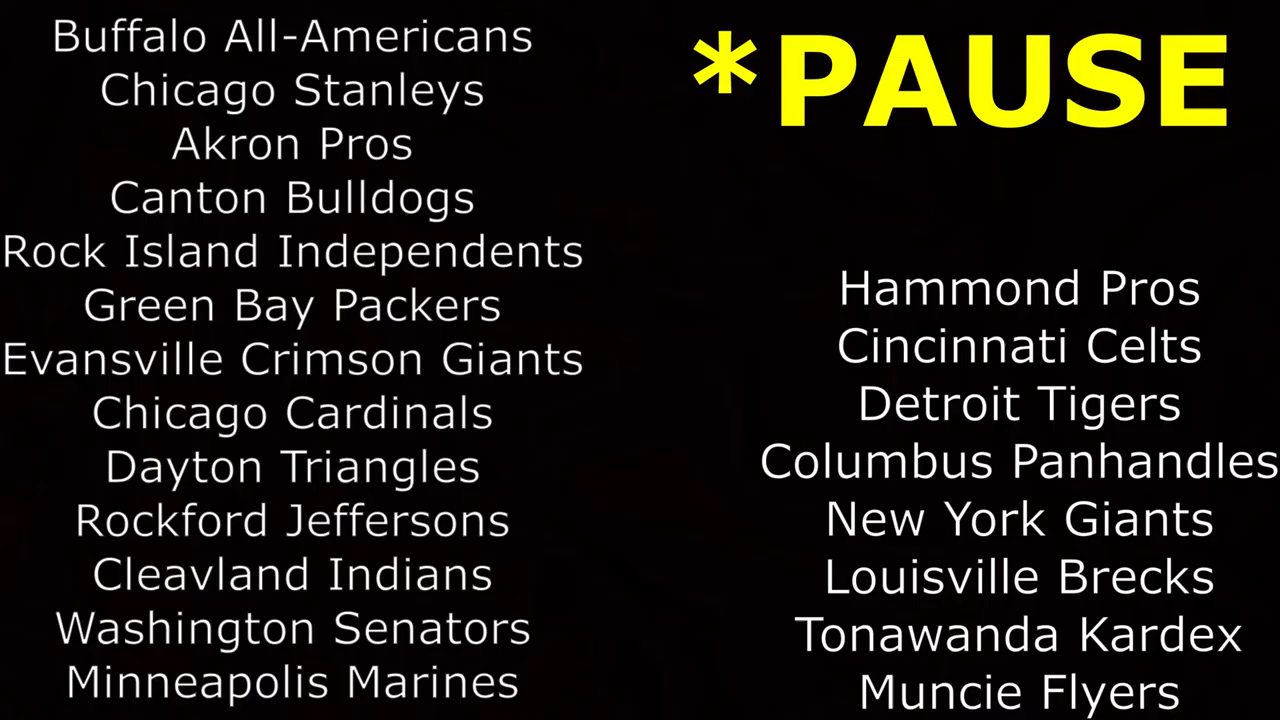 Buffalo All-Americans
Chicago Stanleys
Akron Pros
Canton Bulldogs
Rock Island Independents
Green Bay Packers
Evansville Crimson Giants
Chicago Cardinals
Dayton Triangles
Rockford Jeffersons
Cleavland Indians
Washington Senators
Minneapolis Marines
*PAUSE
Hammond Pros
Cincinnati Celts
Detroit Tigers
Columbus Panhandles
New York Giants
Louisville Brecks
Tonawanda Kardex
Muncie Flyers